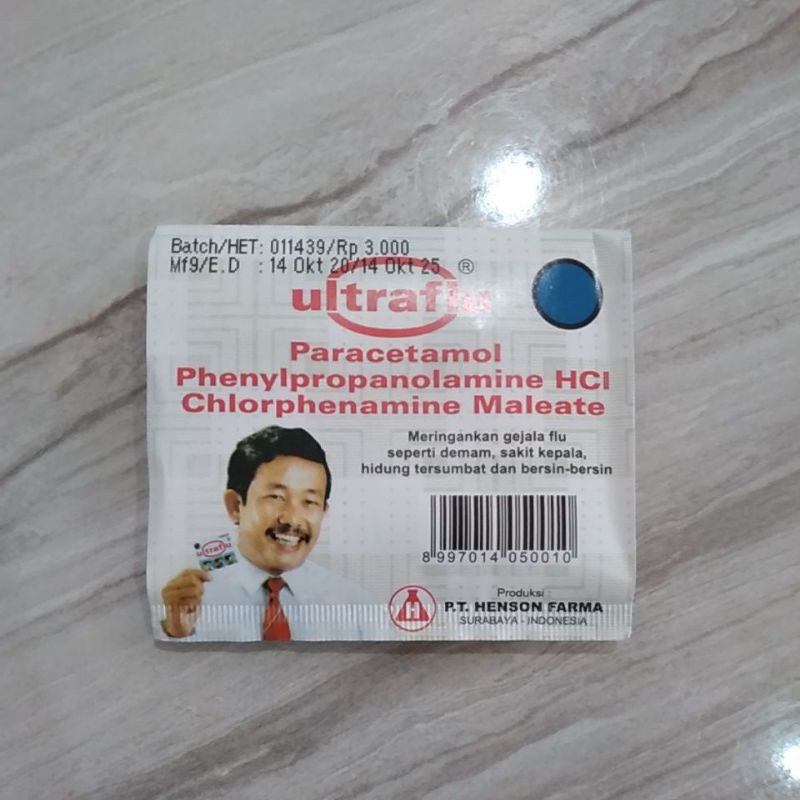 Batch/HET: 011439/Rp 3.000
Mfg/E.D : 14 Okt 20/14 Okt 25 ®
ultraflu
Paracetamol
Phenylpropanolamine HCl
Chlorphenamine Maleate
Meringankan gejala flu
seperti demam, sakit kepala,
hidung tersumbat dan bersin-bersin
8 997014 050010
ultraflu
Produksi :
H
P.T. HENSON FARMA
SURABAYA - INDONESIA